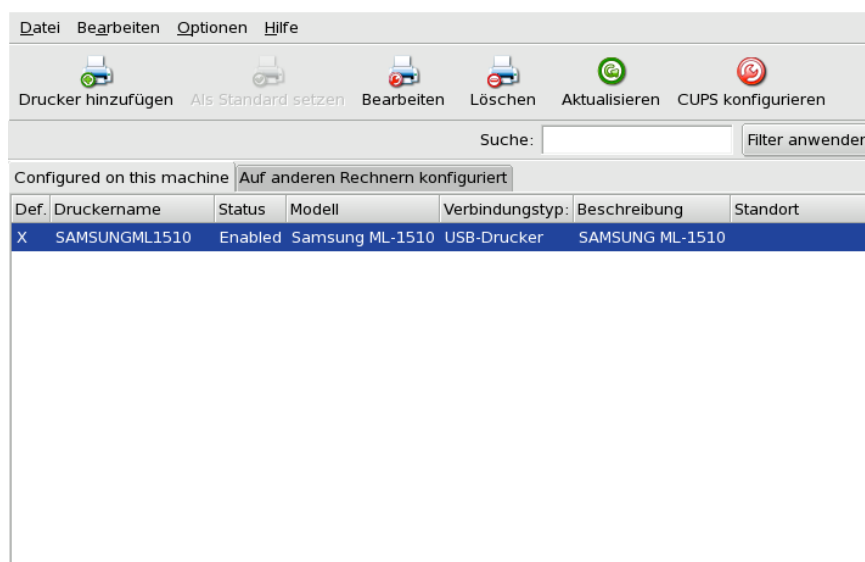 Datei Bearbeiten Optionen Hilfe
Drucker hinzufügen Als Standard setzen Bearbeiten Löschen Aktualisieren CUPS konfigurieren
Suche: Filter anwenden
Configured on this machine Auf anderen Rechnern konfiguriert
Def. Druckername Status Modell Verbindungstyp: Beschreibung Standort
X SAMSUNGML1510 Enabled Samsung ML-1510 USB-Drucker SAMSUNG ML-1510